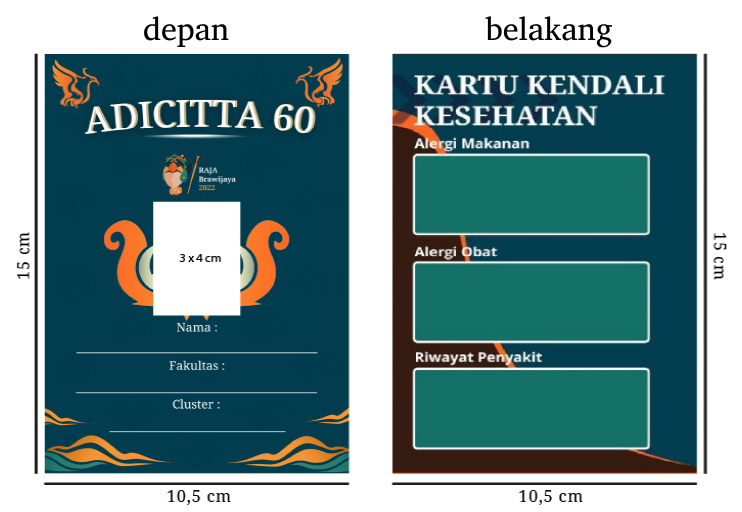 depan
ADICITTA 60
RAJA
Brawijaya
2022
3 x 4 cm
Nama :
Fakultas :
Cluster :
15 cm
10,5 cm
belakang
KARTU KENDALI
KESEHATAN
Alergi Makanan
Alergi Obat
Riwayat Penyakit
15 cm
10,5 cm